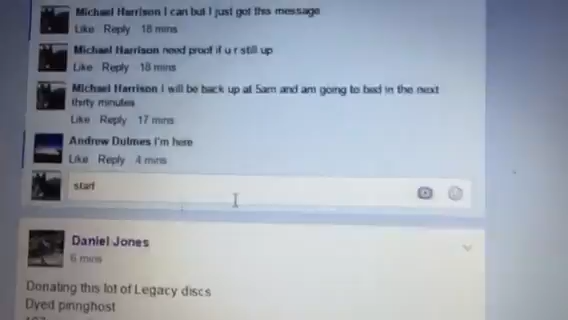 Michael Harrison I can but I just got this message
Like Reply 18 mins
Michael Harrison need proof if u r still up
Like Reply 18 mins
Michael Harrison I will be back up at 5am and am going to bed in the next
thirty minutes
Like Reply 17 mins
Andrew Dulmes I'm here
Like Reply 4 mins
starf
Daniel Jones
6 mins
Donating this lot of Legacy discs
Dyed pinnghost